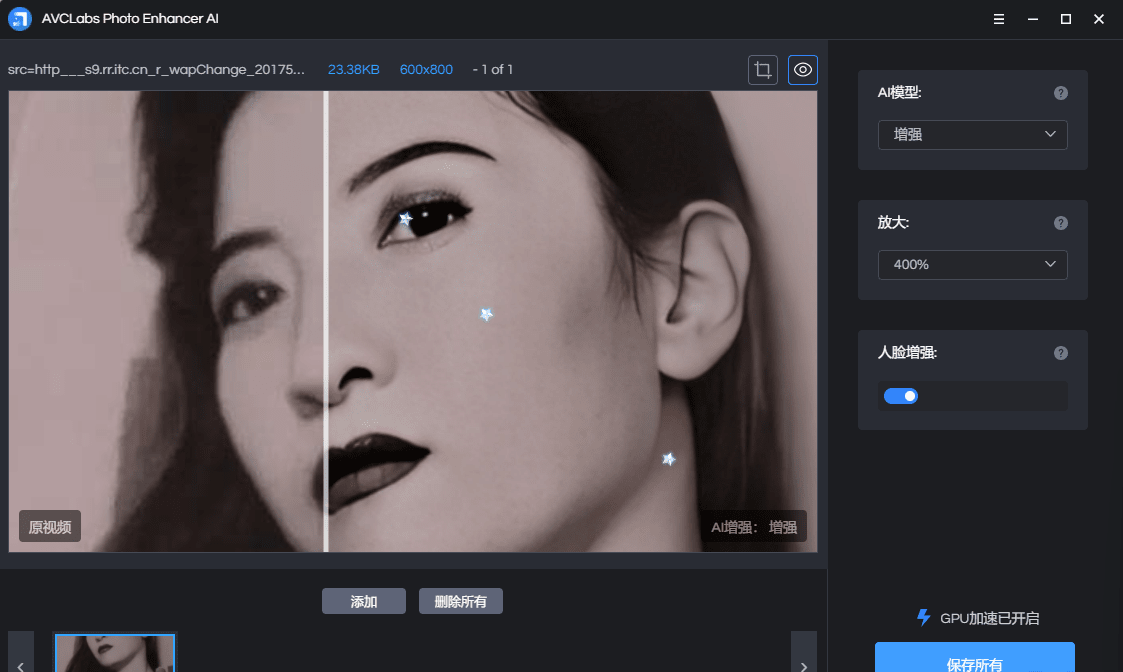 AVCLabs Photo Enhancer AI
src=http___s9.rr.itc.cn_r_wapChange_20175... 23.38KB 600x800 - 1 of 1
AI模型:
增强
放大:
400%
人脸增强:
原视频
AI增强： 增强
添加 删除所有
GPU加速已开启
保存所有